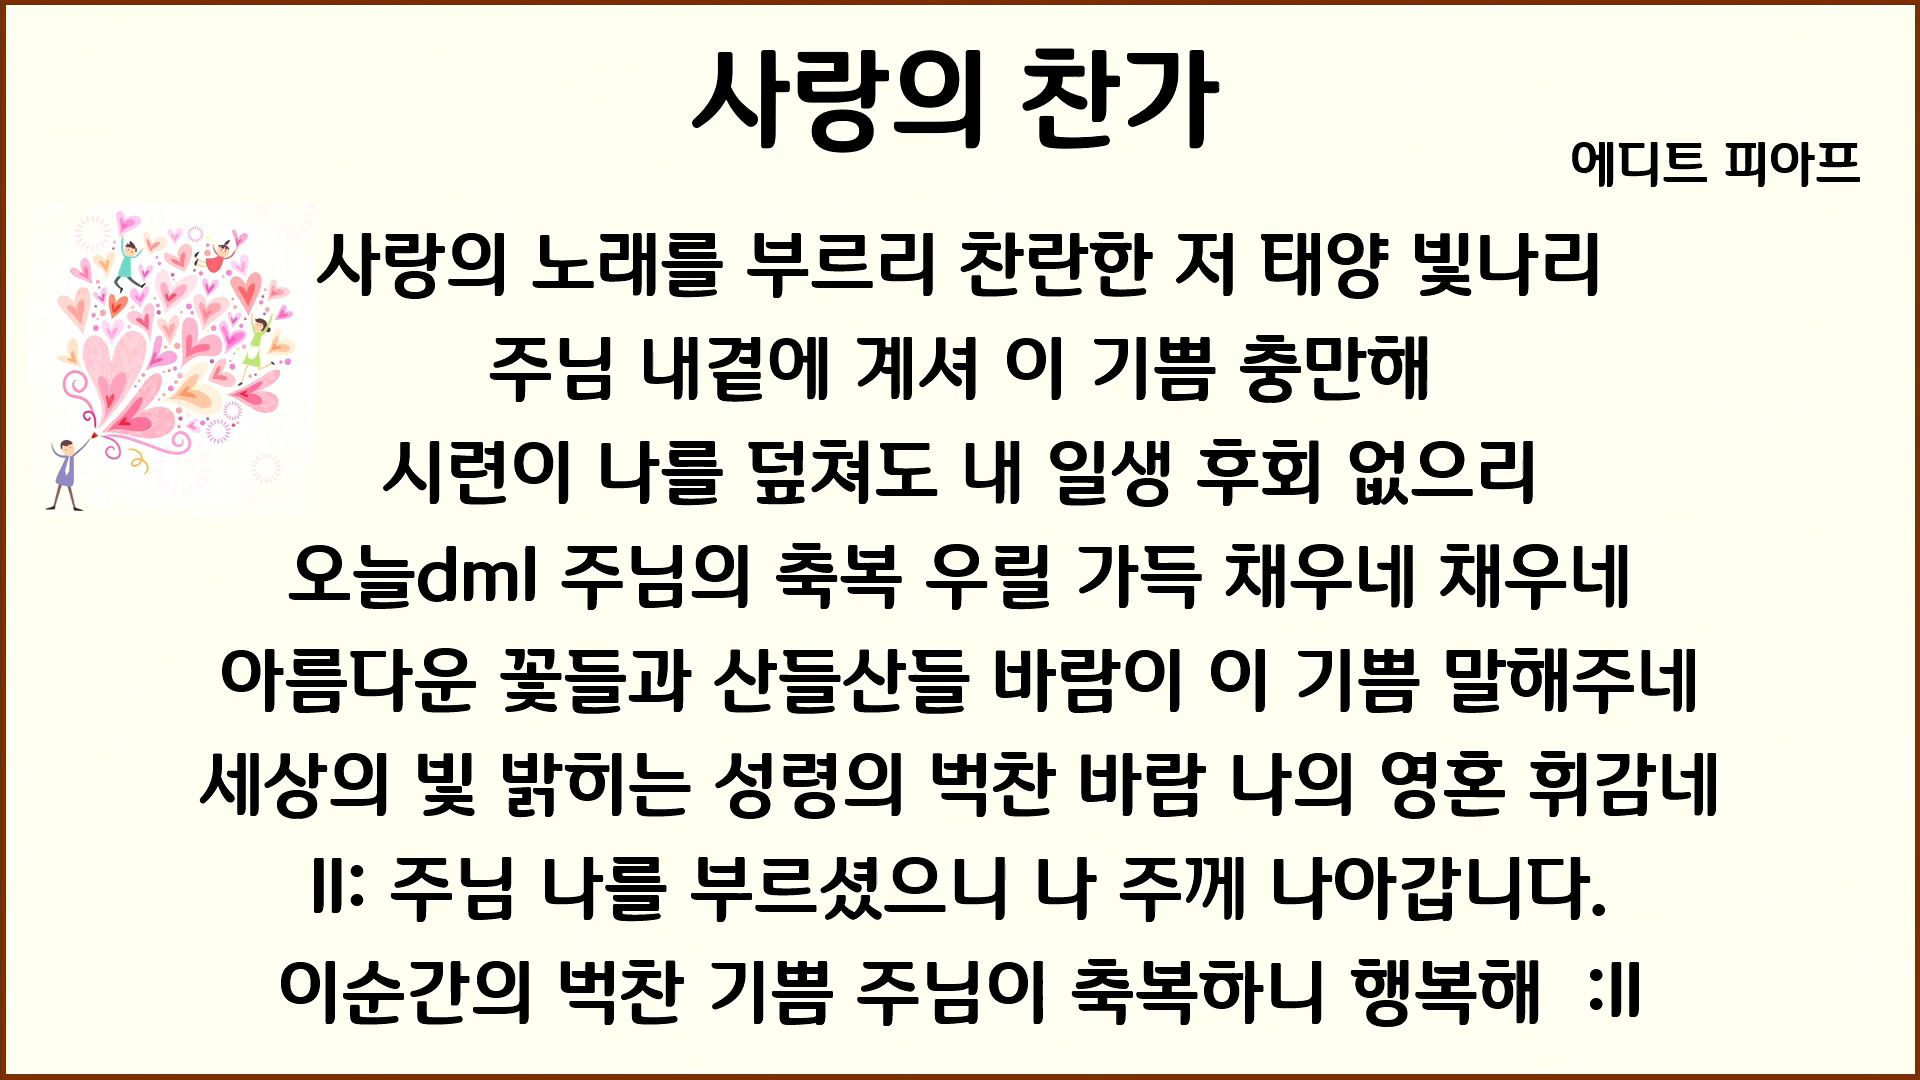 사랑의 찬가
에디트 피아프
사랑의 노래를 부르리 찬란한 저 태양 빛나리
주님 내곁에 계셔 이 기쁨 충만해
시련이 나를 덮쳐도 내 일생 후회 없으리
오늘dml 주님의 축복 우릴 가득 채우네 채우네
아름다운 꽃들과 산들산들 바람이 이 기쁨 말해주네
세상의 빛 밝히는 성령의 벅찬 바람 나의 영혼 휘감네
ll: 주님 나를 부르셨으니 나 주께 나아갑니다.
이순간의 벅찬 기쁨 주님이 축복하니 행복해 :ll